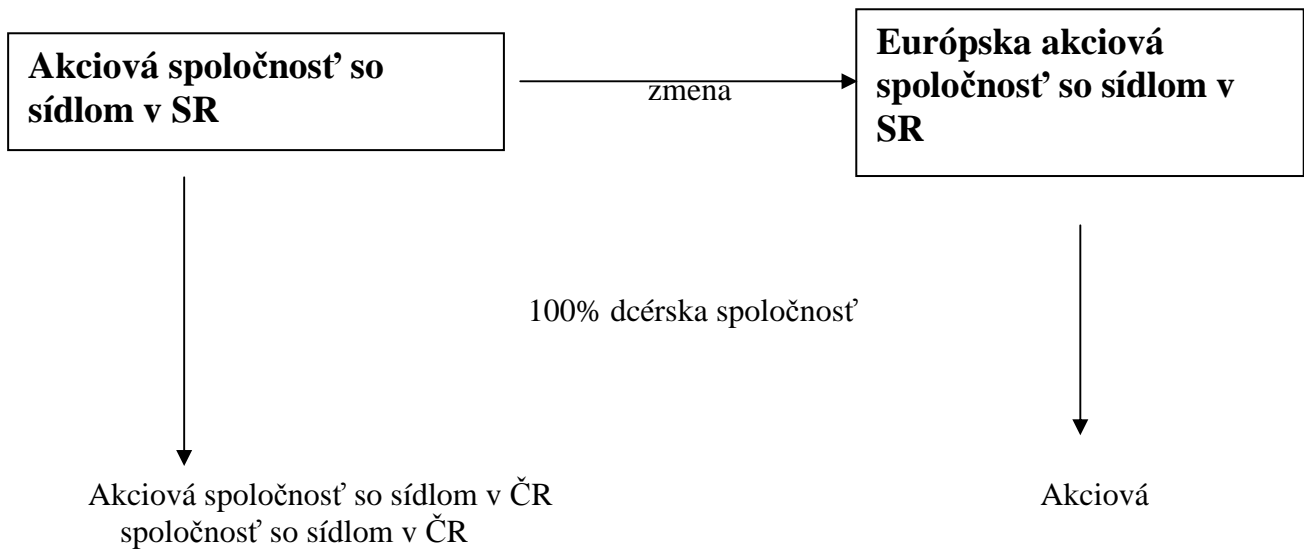 Akciová spoločnosť so
sídlom v SR
zmena
Európska akciová
spoločnosť so sídlom v
SR
100% dcérska spoločnosť
Akciová spoločnosť so sídlom v ČR
Akciová
spoločnosť so sídlom v ČR